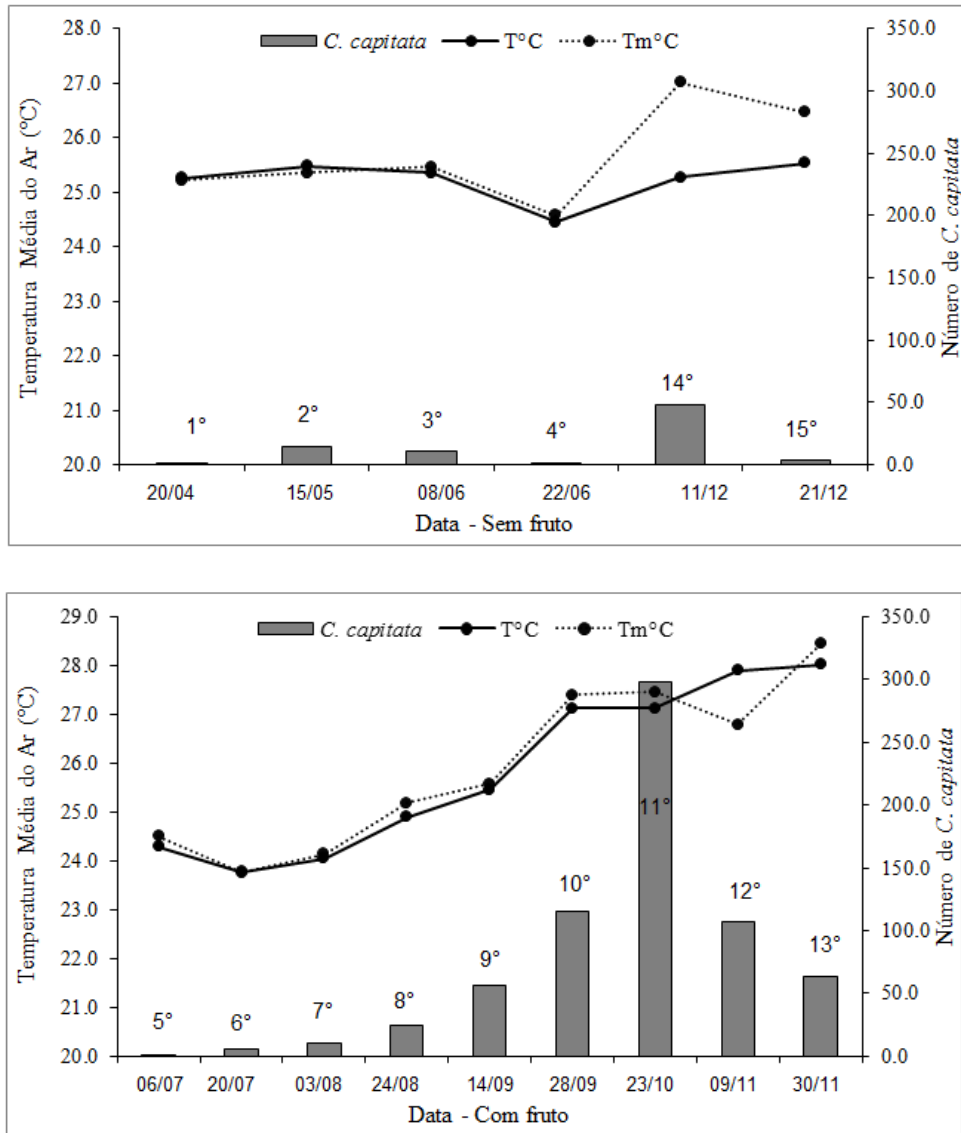 28.0
27.0
26.0
25.0
24.0
23.0
22.0
21.0
20.0
Temperatura Média do Ar (°C)
C. capitata T°C Tm°C
350.0
300.0
250.0
200.0
150.0
100.0
50.0
0.0
Número de C. capitata
1° 2° 3° 4° 14° 15°
20/04 15/05 08/06 22/06 11/12 21/12
Data - Sem fruto
29.0
28.0
27.0
26.0
25.0
24.0
23.0
22.0
21.0
20.0
Temperatura Média do Ar (°C)
C. capitata T°C Tm°C
350.0
300.0
250.0
200.0
150.0
100.0
50.0
0.0
Número de C. capitata
5° 6° 7° 8° 9° 10° 11° 12° 13°
06/07 20/07 03/08 24/08 14/09 28/09 23/10 09/11 30/11
Data - Com fruto